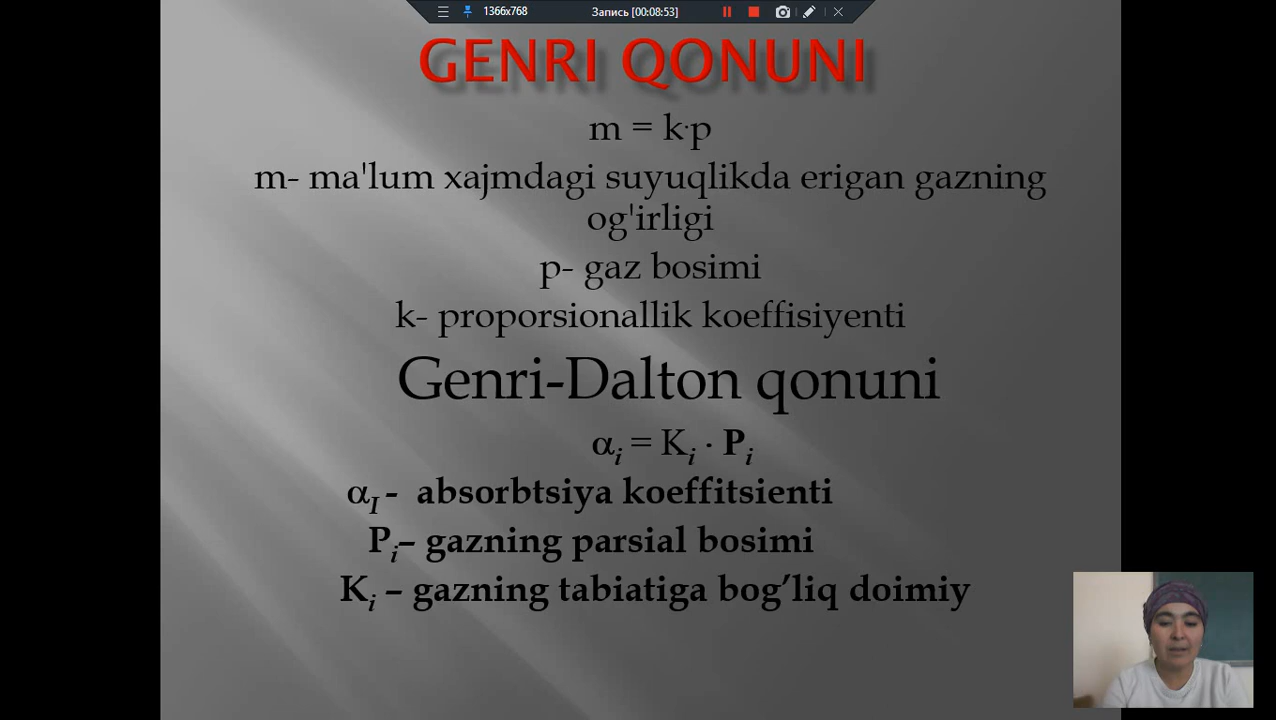 1366x768 Запись [00:08:53]
GENRI QONUNI
m = k·p
m- ma'lum xajmdagi suyuqlikda erigan gazning
og'irligi
p- gaz bosimi
k- proporsionallik koeffisiyenti
Genri-Dalton qonuni
αi = Ki · Pi
αI - absorbtsiya koeffitsienti
Pi– gazning parsial bosimi
Ki – gazning tabiatiga bog’liq doimiy